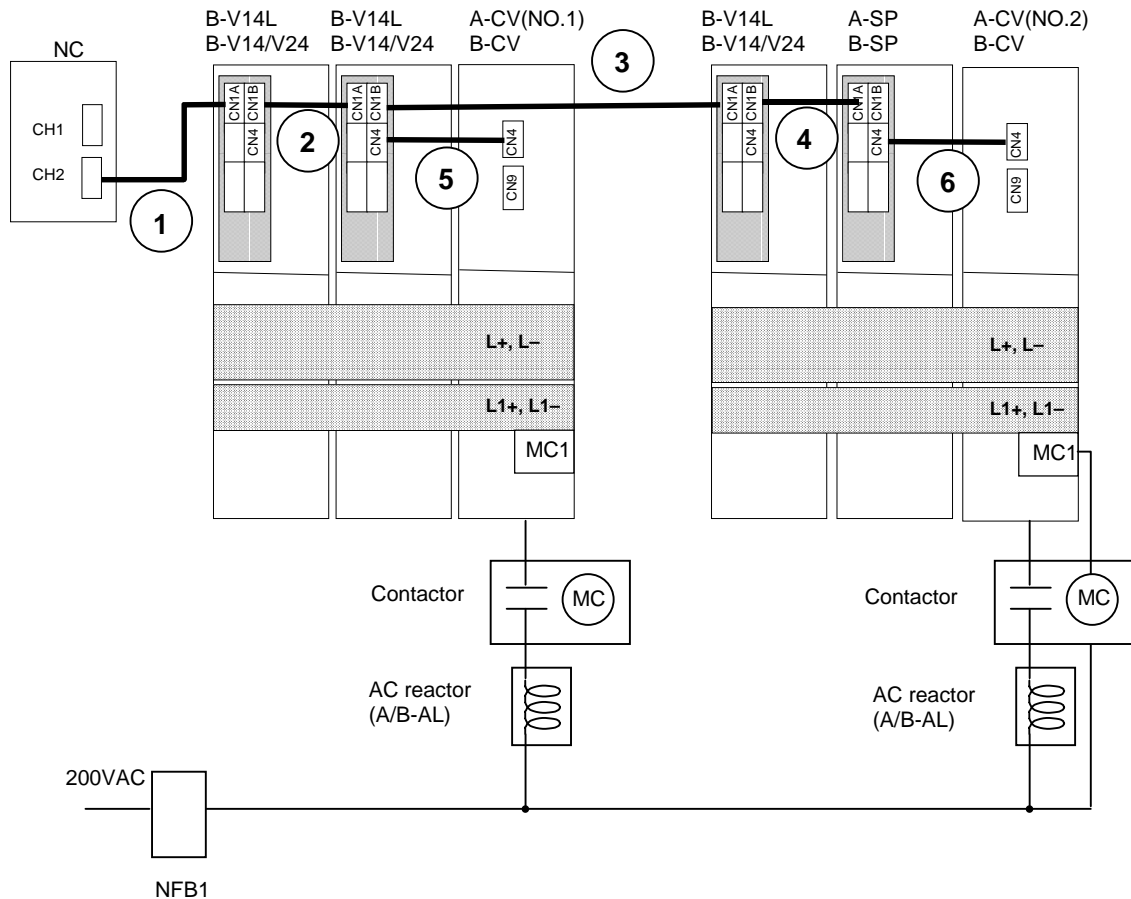 B-V14L
B-V14/V24
B-V14L
B-V14/V24
A-CV(NO.1)
B-CV
B-V14L
B-V14/V24
A-SP
B-SP
A-CV(NO.2)
B-CV
NC
CH1
CH2
1
CN1A
CN1B
CN4
2
CN1A
CN1B
CN4
5
CN4
CN9
3
CN1A
CN1B
CN4
4
CN1A
CN1B
CN4
6
CN4
CN9
L+, L–
L1+, L1–
MC1
L+, L–
L1+, L1–
MC1
Contactor
MC
Contactor
MC
AC reactor
(A/B-AL)
AC reactor
(A/B-AL)
200VAC
NFB1